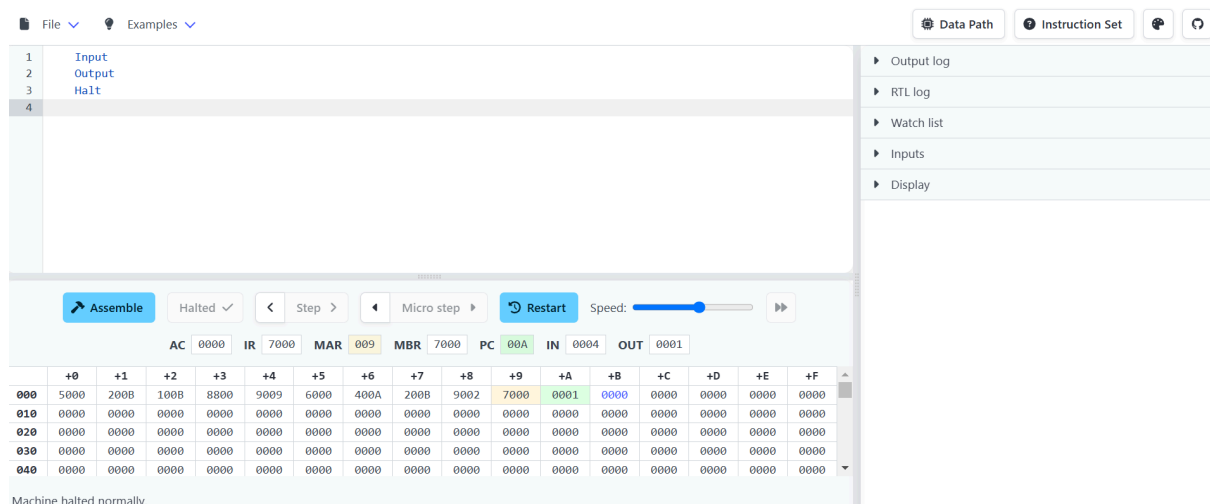 File Examples Data Path Instruction Set
1 Input
2 Output
3 Halt
4
Output log
RTL log
Watch list
Inputs
Display
Assemble Halted Step Micro step Restart Speed:
AC 0000 IR 7000 MAR 009 MBR 7000 PC 00A IN 0004 OUT 0001
+0 +1 +2 +3 +4 +5 +6 +7 +8 +9 +A +B +C +D +E +F
000 5000 200B 100B 8800 9009 6000 400A 200B 9002 7000 0001 0000 0000 0000 0000 0000
010 0000 0000 0000 0000 0000 0000 0000 0000 0000 0000 0000 0000 0000 0000 0000 0000
020 0000 0000 0000 0000 0000 0000 0000 0000 0000 0000 0000 0000 0000 0000 0000 0000
030 0000 0000 0000 0000 0000 0000 0000 0000 0000 0000 0000 0000 0000 0000 0000 0000
040 0000 0000 0000 0000 0000 0000 0000 0000 0000 0000 0000 0000 0000 0000 0000 0000
Machine halted normally